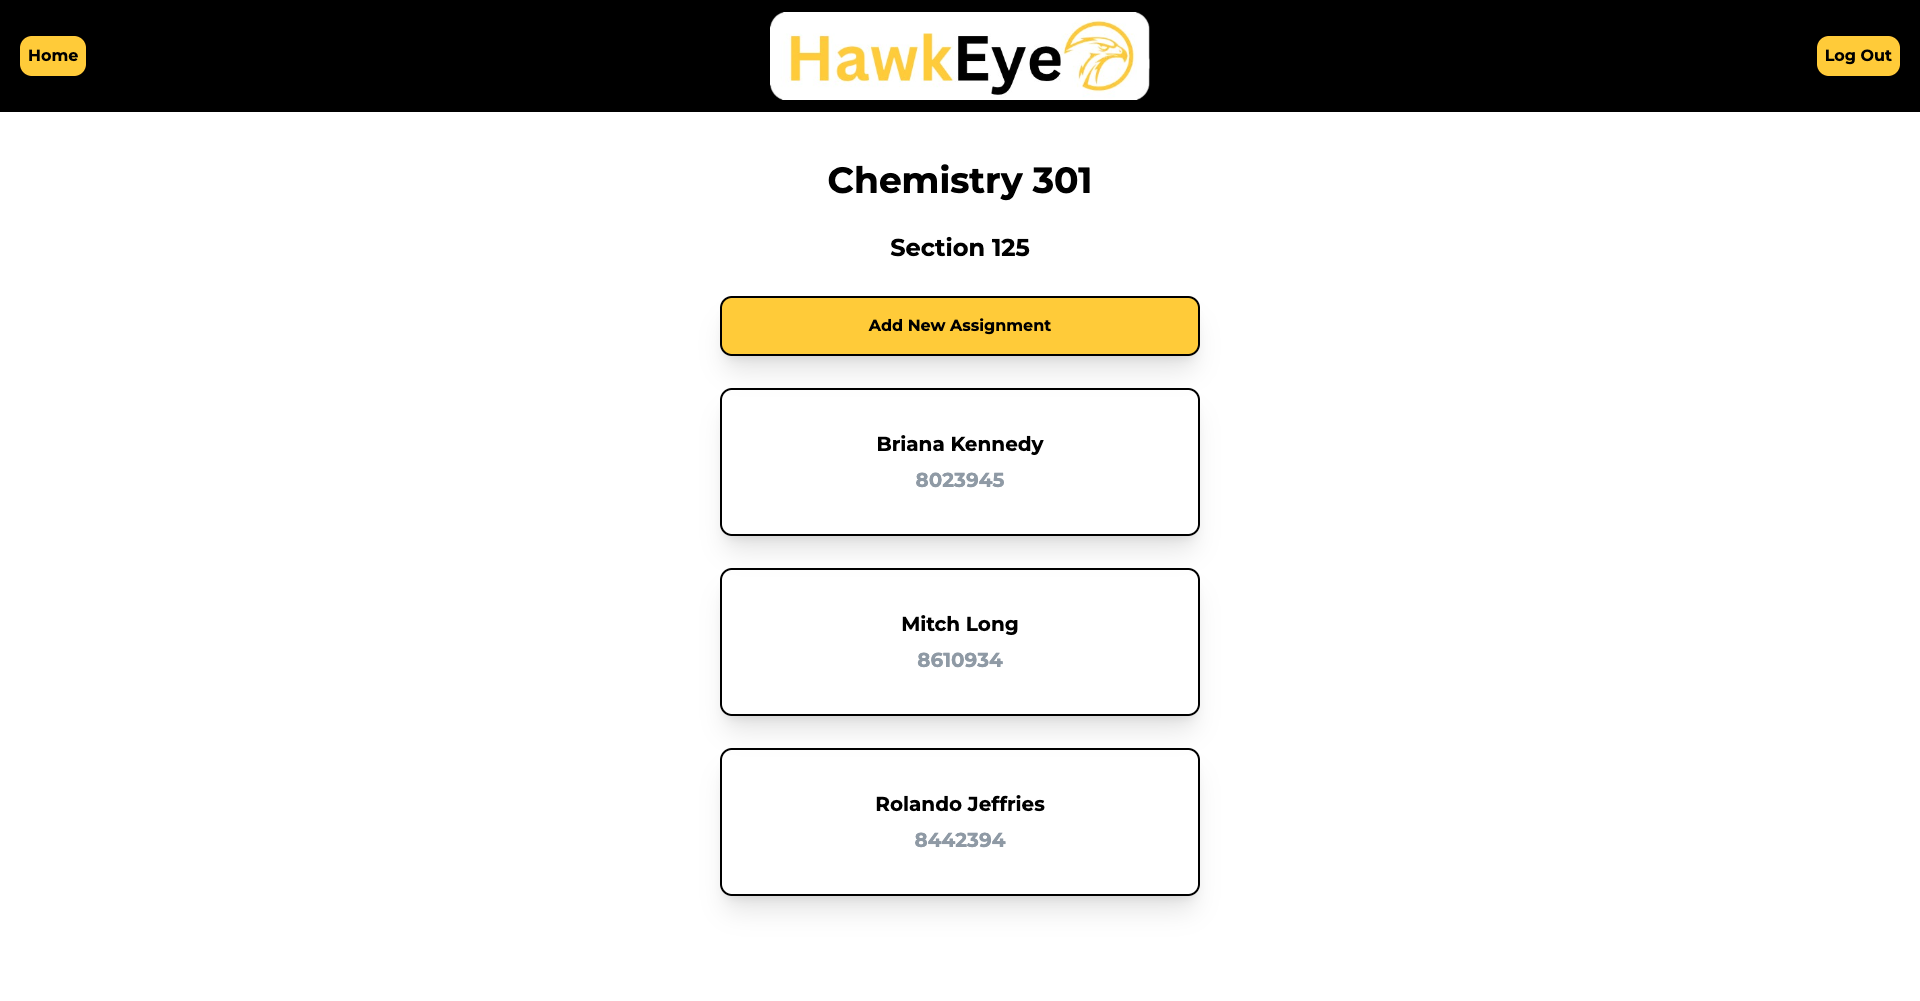 Home
HawkEye
Log Out
Chemistry 301
Section 125
Add New Assignment
Briana Kennedy
8023945
Mitch Long
8610934
Rolando Jeffries
8442394